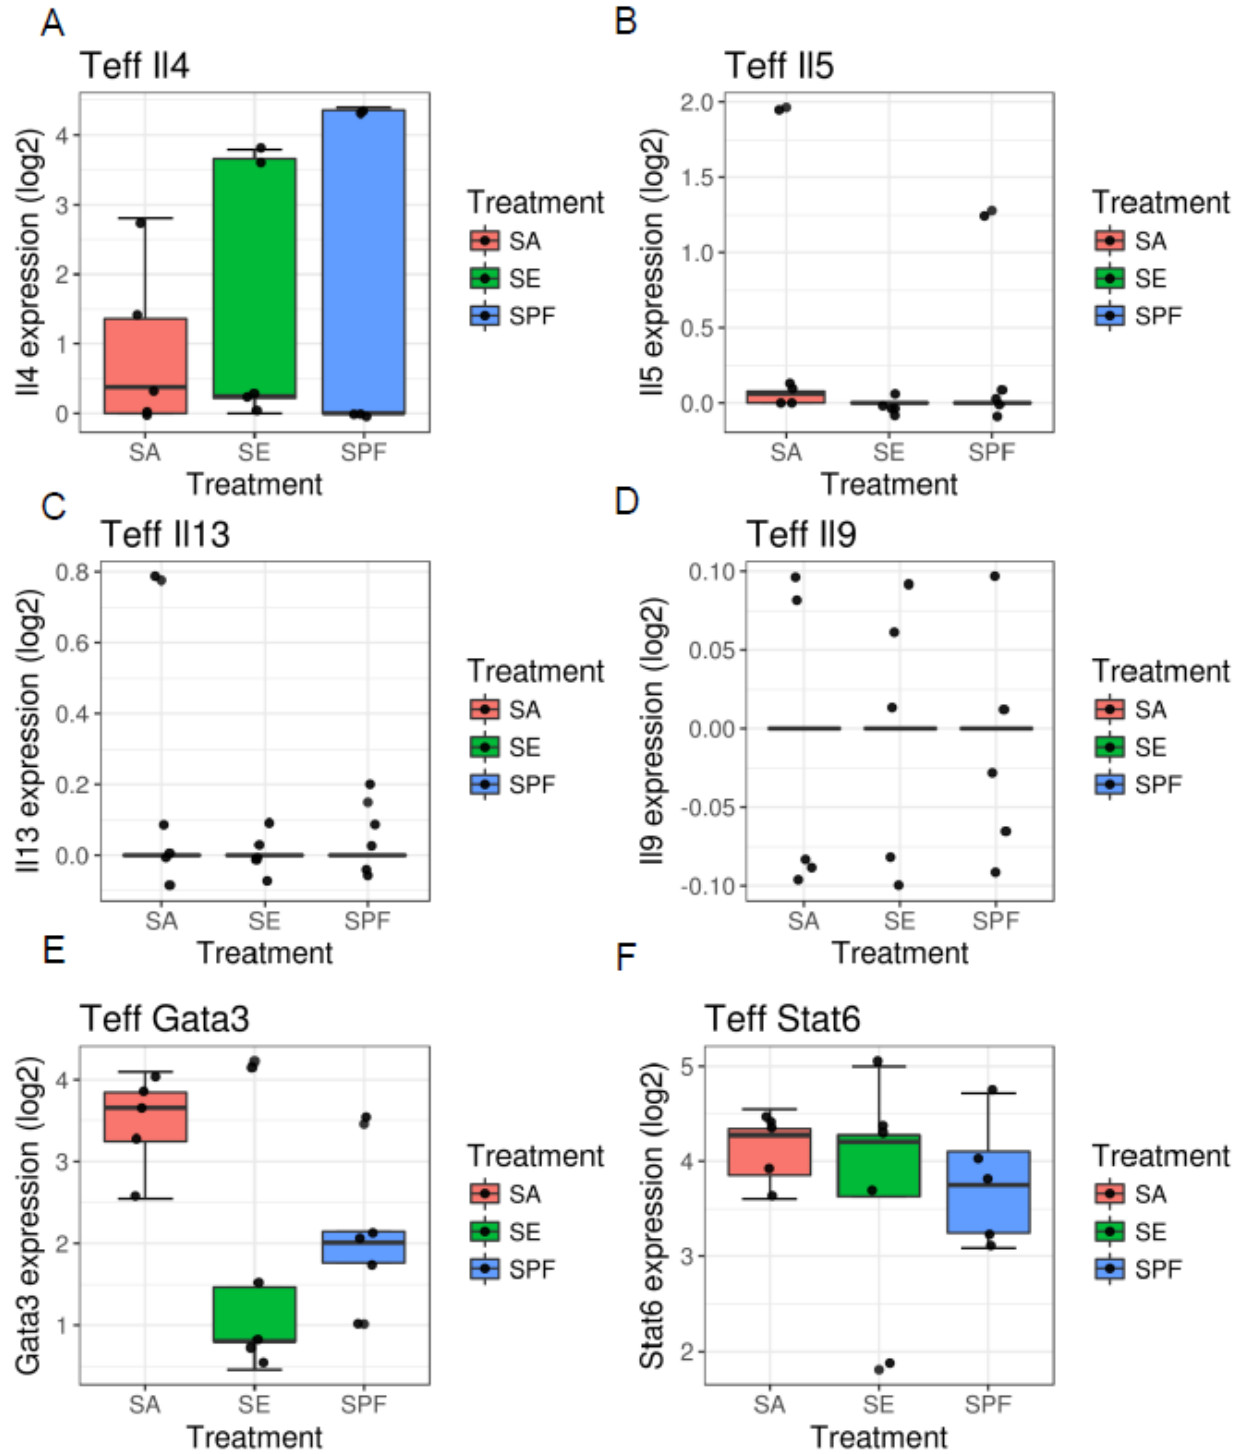 A
Teff Il4
Il4 experession (log2)
4
3
2
1
0
SA
SE
SPF
Treatment
Treatment
SA
SE
SPF
B
Teff Il5
Il5 experession (log2)
2.0
1.5
1.0
0.5
0.0
SA
SE
SPF
Treatment
Treatment
SA
SE
SPF
C
Teff Il13
Il13 experession (log2)
0.8
0.6
0.4
0.2
0.0
SA
SE
SPF
Treatment
Treatment
SA
SE
SPF
D
Teff Il9
Il9 experession (log2)
0.10
0.05
0.00
-0.05
-0.10
SA
SE
SPF
Treatment
Treatment
SA
SE
SPF
E
Teff Gata3
Gata3 experession (log2)
4
3
2
1
SA
SE
SPF
Treatment
Treatment
SA
SE
SPF
F
Teff Stat6
Stat6 experession (log2)
5
4
3
2
SA
SE
SPF
Treatment
Treatment
SA
SE
SPF